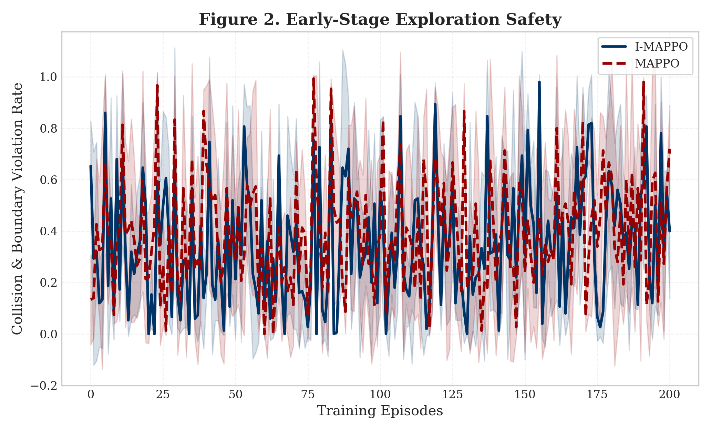 Figure 2. Early-Stage Exploration Safety
I-MAPPO
MAPPO
Collision & Boundary Violation Rate
1.0
0.8
0.6
0.4
0.2
0.0
−0.2
0 25 50 75 100 125 150 175 200
Training Episodes